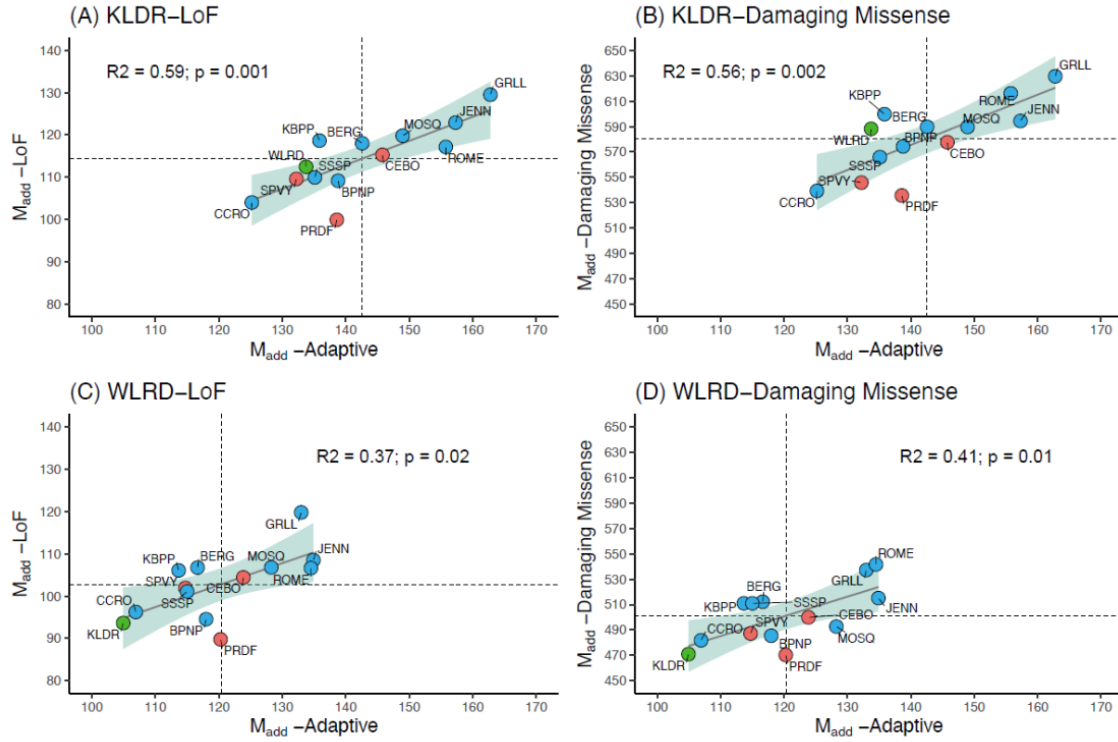 (A) KLDR–LoF
R2 = 0.59; p = 0.001
GRLL
JENN
MOSQ
BERG
KBPP
ROME
WLRD
CEBO
SSSP
SPVY
BPNP
CCRO
PRDF
140
130
120
110
100
90
80
M add –LoF
100 110 120 130 140 150 160 170
M add –Adaptive
(B) KLDR–Damaging Missense
R2 = 0.56; p = 0.002
GRLL
KBPP
ROME
BERG
JENN
MOSQ
WLRD
BPNP
CEBO
SSSP
SPVY
CCRO
PRDF
650
630
610
590
570
550
530
510
490
470
450
M add –Damaging Missense
100 110 120 130 140 150 160 170
M add –Adaptive
(C) WLRD–LoF
R2 = 0.37; p = 0.02
GRLL
KBPP
BERG
MOSQ
JENN
SPVY
CEBO
ROME
CCRO
SSSP
KLDR
BPNP
PRDF
140
130
120
110
100
90
80
M add –LoF
100 110 120 130 140 150 160 170
M add –Adaptive
(D) WLRD–Damaging Missense
R2 = 0.41; p = 0.01
ROME
GRLL
BERG
KBPP
SSSP
CEBO
JENN
CCRO
SPVY
MOSQ
BPNP
KLDR
PRDF
650
630
610
590
570
550
530
510
490
470
450
M add –Damaging Missense
100 110 120 130 140 150 160 170
M add –Adaptive